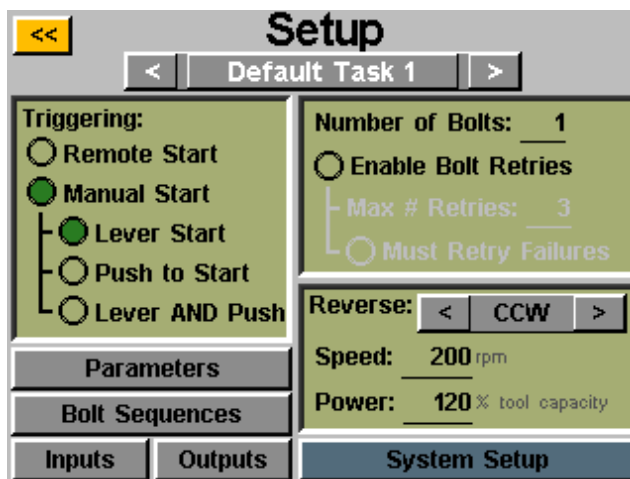 <<
Setup
< Default Task 1 >
Triggering:
Remote Start
Manual Start
Lever Start
Push to Start
Lever AND Push
Number of Bolts: 1
Enable Bolt Retries
Max # Retries: 3
Must Retry Failures
Reverse: < CCW >
Speed: 200 rpm
Power: 120 % tool capacity
Parameters
Bolt Sequences
Inputs
Outputs
System Setup